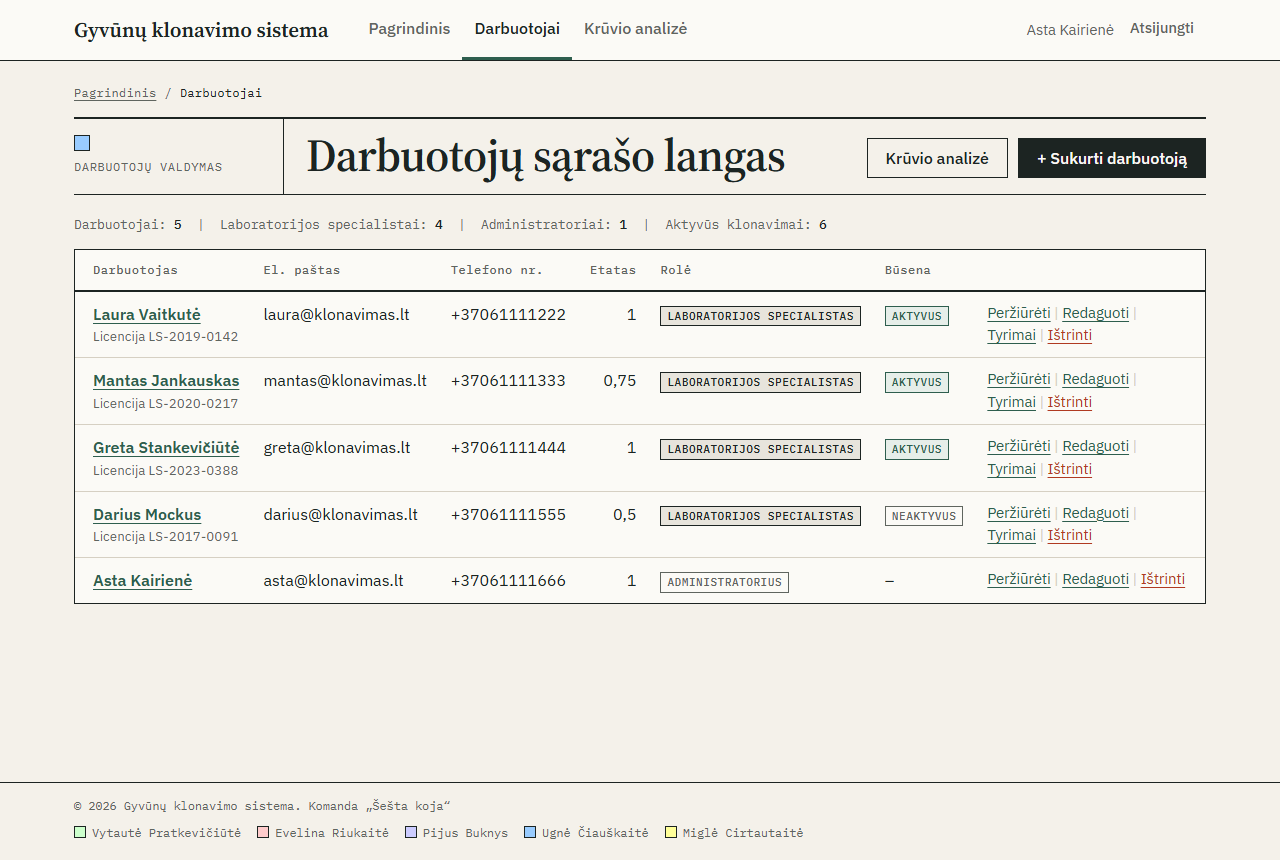 Gyvūnų klonavimo sistema Pagrindinis Darbuotojai Krūvio analizė Asta Kairienė Atsijungti
Pagrindinis / Darbuotojai
DARBUOTOJŲ VALDYMAS
Darbuotojų sąrašo langas
Krūvio analizė + Sukurti darbuotoją
Darbuotojai: 5 | Laboratorijos specialistai: 4 | Administratoriai: 1 | Aktyvūs klonavimai: 6
Darbuotojas El. paštas Telefono nr. Etatas Rolė Būsena
Laura Vaitkutė laura@klonavimas.lt +37061111222 1 LABORATORIJOS SPECIALISTAS AKTYVUS Peržiūrėti | Redaguoti |
Licencija LS-2019-0142 Tyrimai | Ištrinti
Mantas Jankauskas mantas@klonavimas.lt +37061111333 0,75 LABORATORIJOS SPECIALISTAS AKTYVUS Peržiūrėti | Redaguoti |
Licencija LS-2020-0217 Tyrimai | Ištrinti
Greta Stankevičiūtė greta@klonavimas.lt +37061111444 1 LABORATORIJOS SPECIALISTAS AKTYVUS Peržiūrėti | Redaguoti |
Licencija LS-2023-0388 Tyrimai | Ištrinti
Darius Mockus darius@klonavimas.lt +37061111555 0,5 LABORATORIJOS SPECIALISTAS NEAKTYVUS Peržiūrėti | Redaguoti |
Licencija LS-2017-0091 Tyrimai | Ištrinti
Asta Kairienė asta@klonavimas.lt +37061111666 1 ADMINISTRATORIUS – Peržiūrėti | Redaguoti | Ištrinti
© 2026 Gyvūnų klonavimo sistema. Komanda „Šešta koja“
Vytautė Pratkevičiūtė Evelina Riukaitė Pijus Buknys Ugnė Čiauškaitė Miglė Cirtautaitė